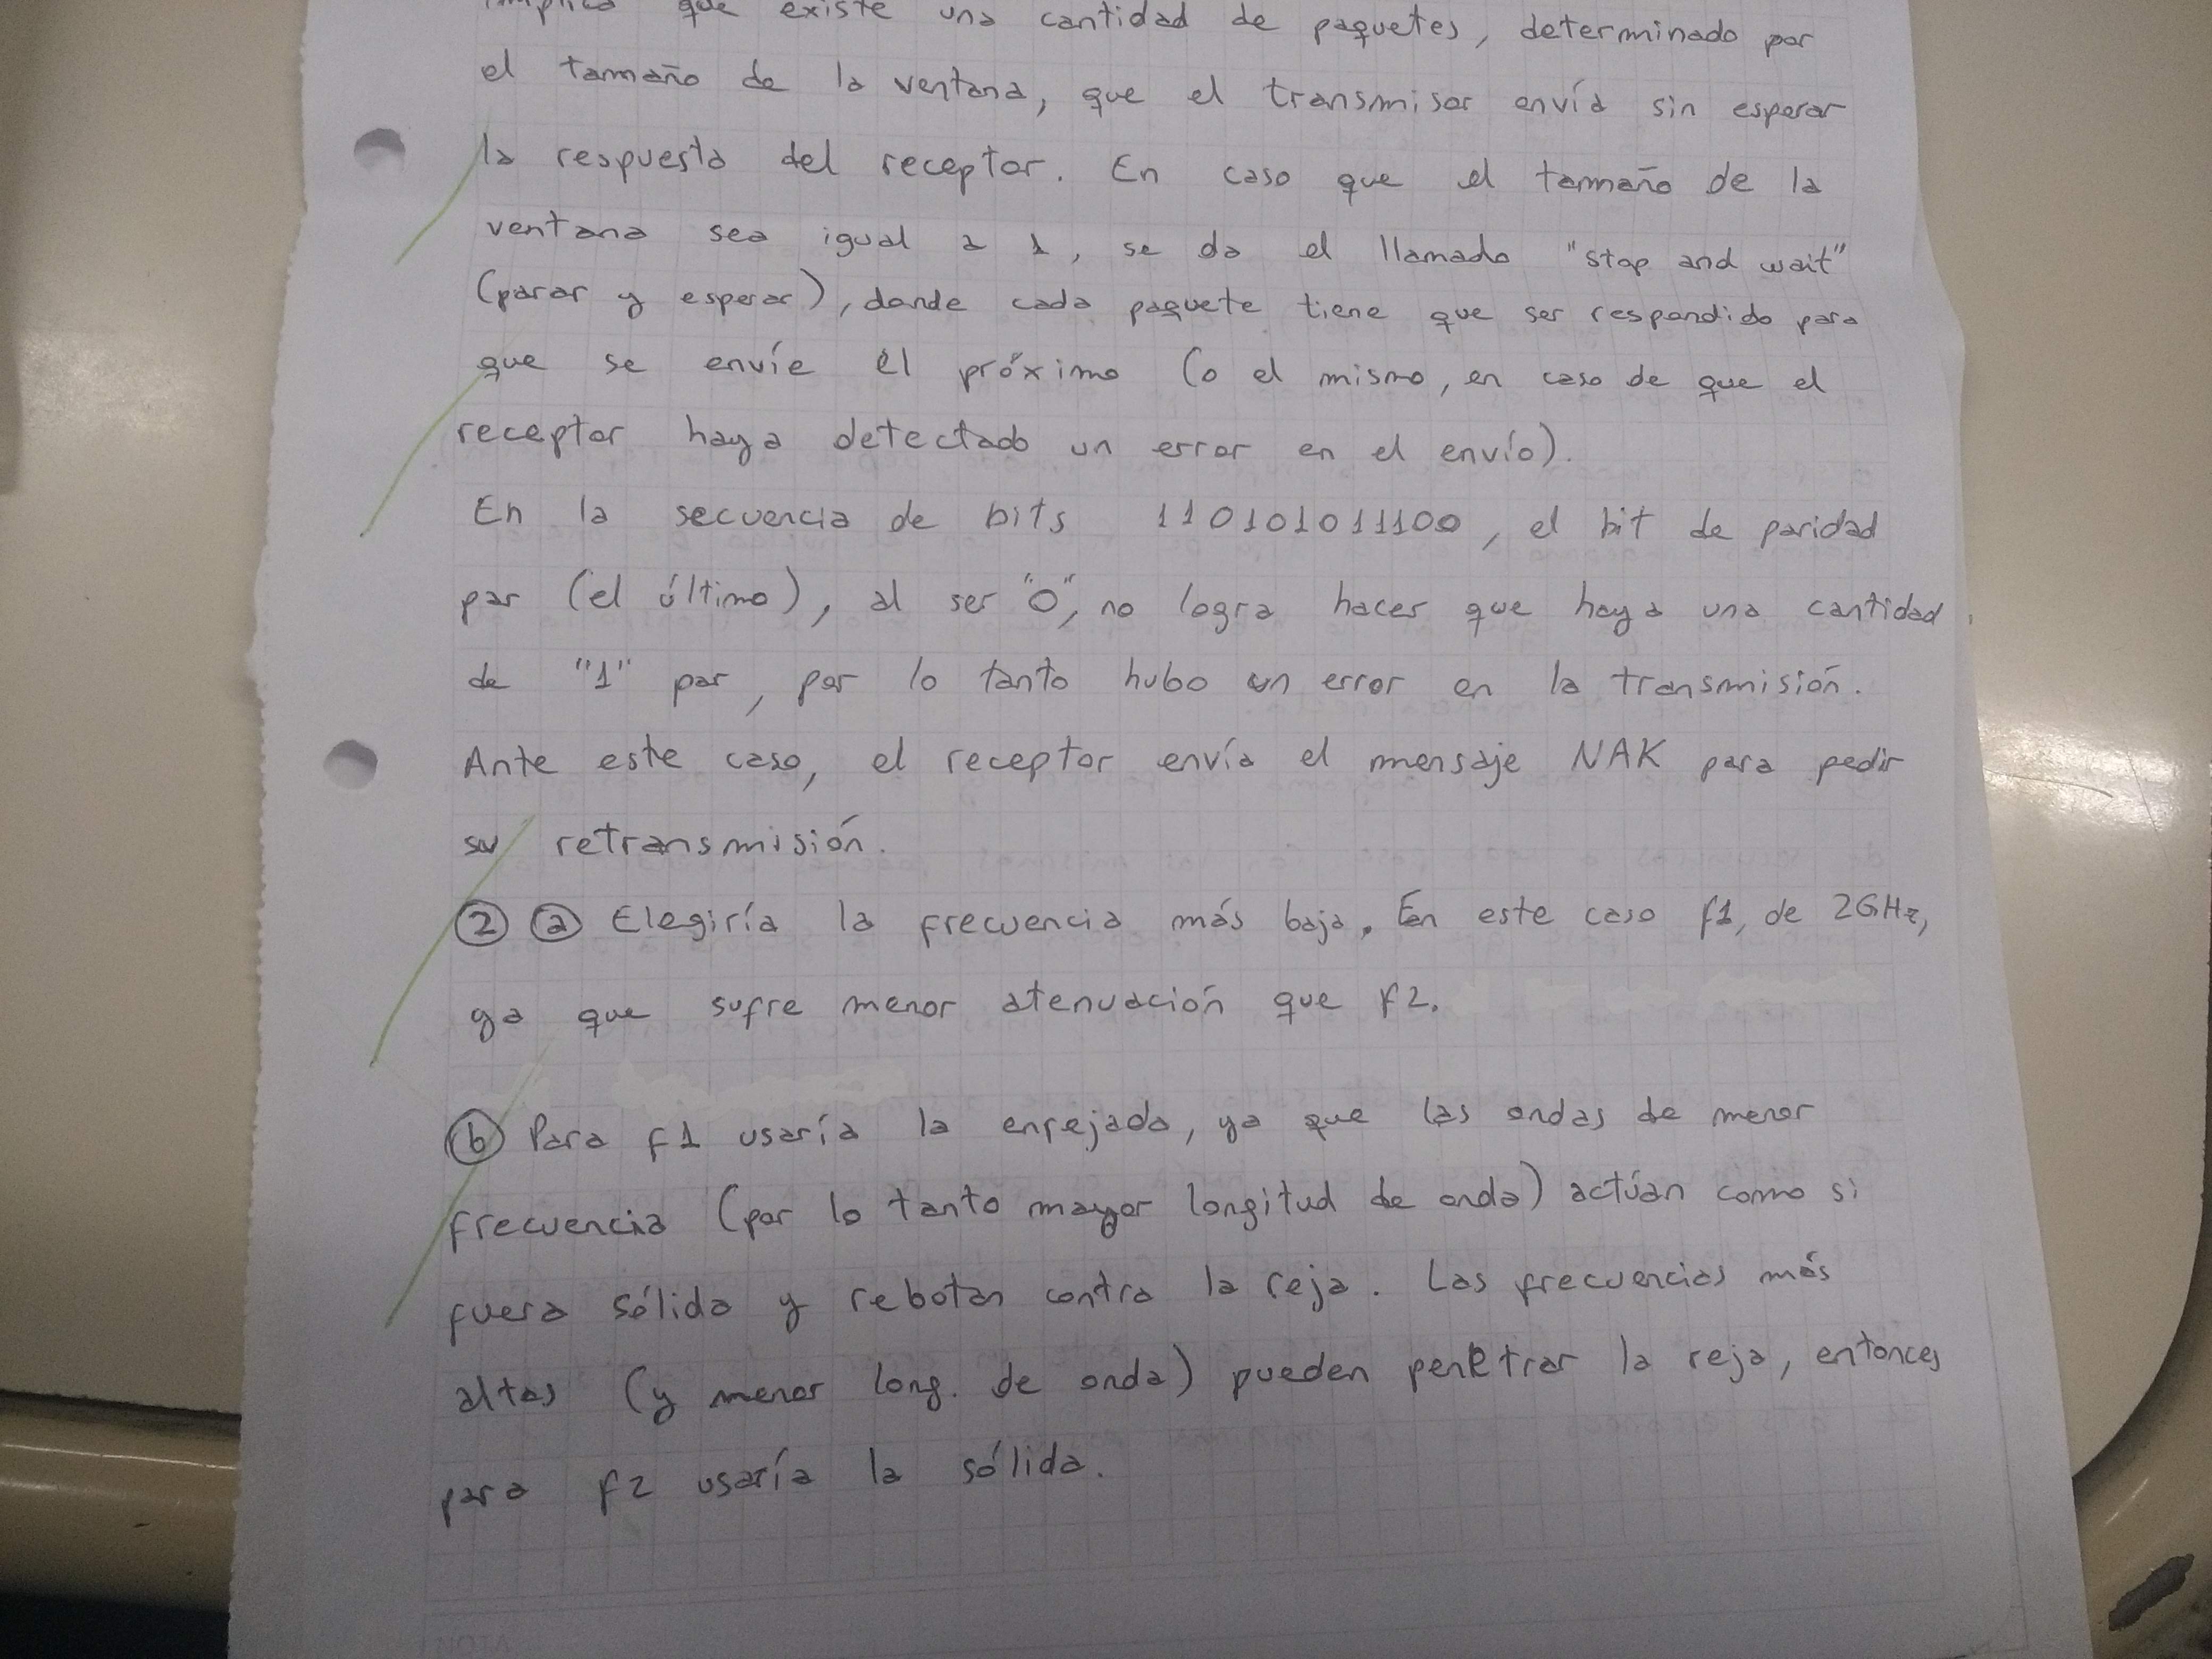 implica que existe una cantidad de paquetes, determinado por
el tamaño de la ventana, que el transmisor envía sin esperar
la respuesta del receptor. En caso que el tamaño de la
ventana sea igual a 1, se da el llamado "stop and wait"
(parar y esperar), donde cada paquete tiene que ser respondido para
que se envíe el próximo (o el mismo, en caso de que el
receptor haya detectado un error en el envío).
En la secuencia de bits 110101011100, el bit de paridad
par (el último), al ser "0", no logra hacer que haya una cantidad
de "1" par, por lo tanto hubo un error en la transmisión.
Ante este caso, el receptor envía el mensaje NAK para pedir
su retransmisión.
2 a Elegiría la frecuencia más baja. En este caso f1, de 2GHz,
ya que sufre menor atenuación que f2.
b Para f1 usaría la enrejada, ya que las ondas de menor
frecuencia (por lo tanto mayor longitud de onda) actúan como si
fuera sólida y rebotan contra la reja. Las frecuencias más
altas (y menor long. de onda) pueden penetrar la reja, entonces
para f2 usaría la sólida.